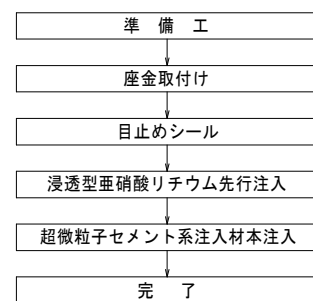 準 備 工
座金取付け
目止めシール
浸透型亜硝酸リチウム先行注入
超微粒子セメント系注入材本注入
完 了